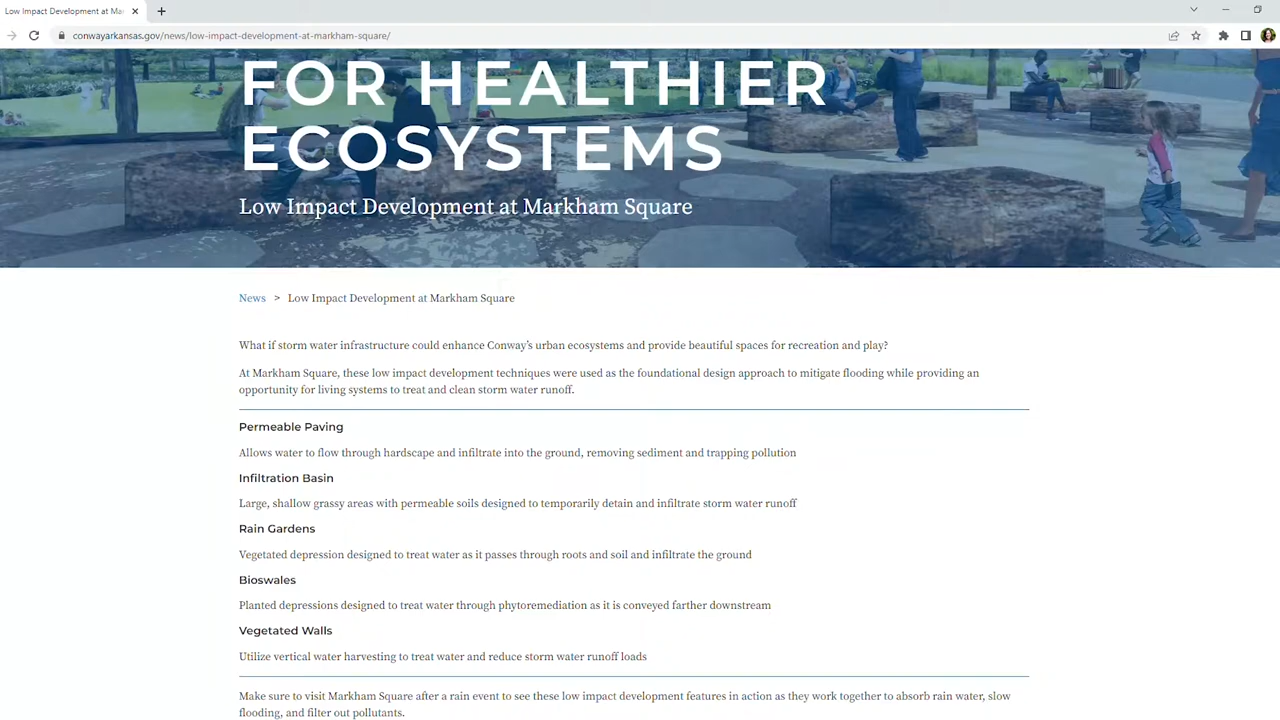 Low Impact Development at Ma
conwayarkansas.gov/news/low-impact-development-at-markham-square/
FOR HEALTHIER
ECOSYSTEMS
Low Impact Development at Markham Square
News > Low Impact Development at Markham Square
What if storm water infrastructure could enhance Conway's urban ecosystems and provide beautiful spaces for recreation and play?
At Markham Square, these low impact development techniques were used as the foundational design approach to mitigate flooding while providing an
opportunity for living systems to treat and clean storm water runoff.
Permeable Paving
Allows water to flow through hardscape and infiltrate into the ground, removing sediment and trapping pollution
Infiltration Basin
Large, shallow grassy areas with permeable soils designed to temporarily detain and infiltrate storm water runoff
Rain Gardens
Vegetated depression designed to treat water as it passes through roots and soil and infiltrate the ground
Bioswales
Planted depressions designed to treat water through phytoremediation as it is conveyed farther downstream
Vegetated Walls
Utilize vertical water harvesting to treat water and reduce storm water runoff loads
Make sure to visit Markham Square after a rain event to see these low impact development features in action as they work together to absorb rain water, slow
flooding, and filter out pollutants.